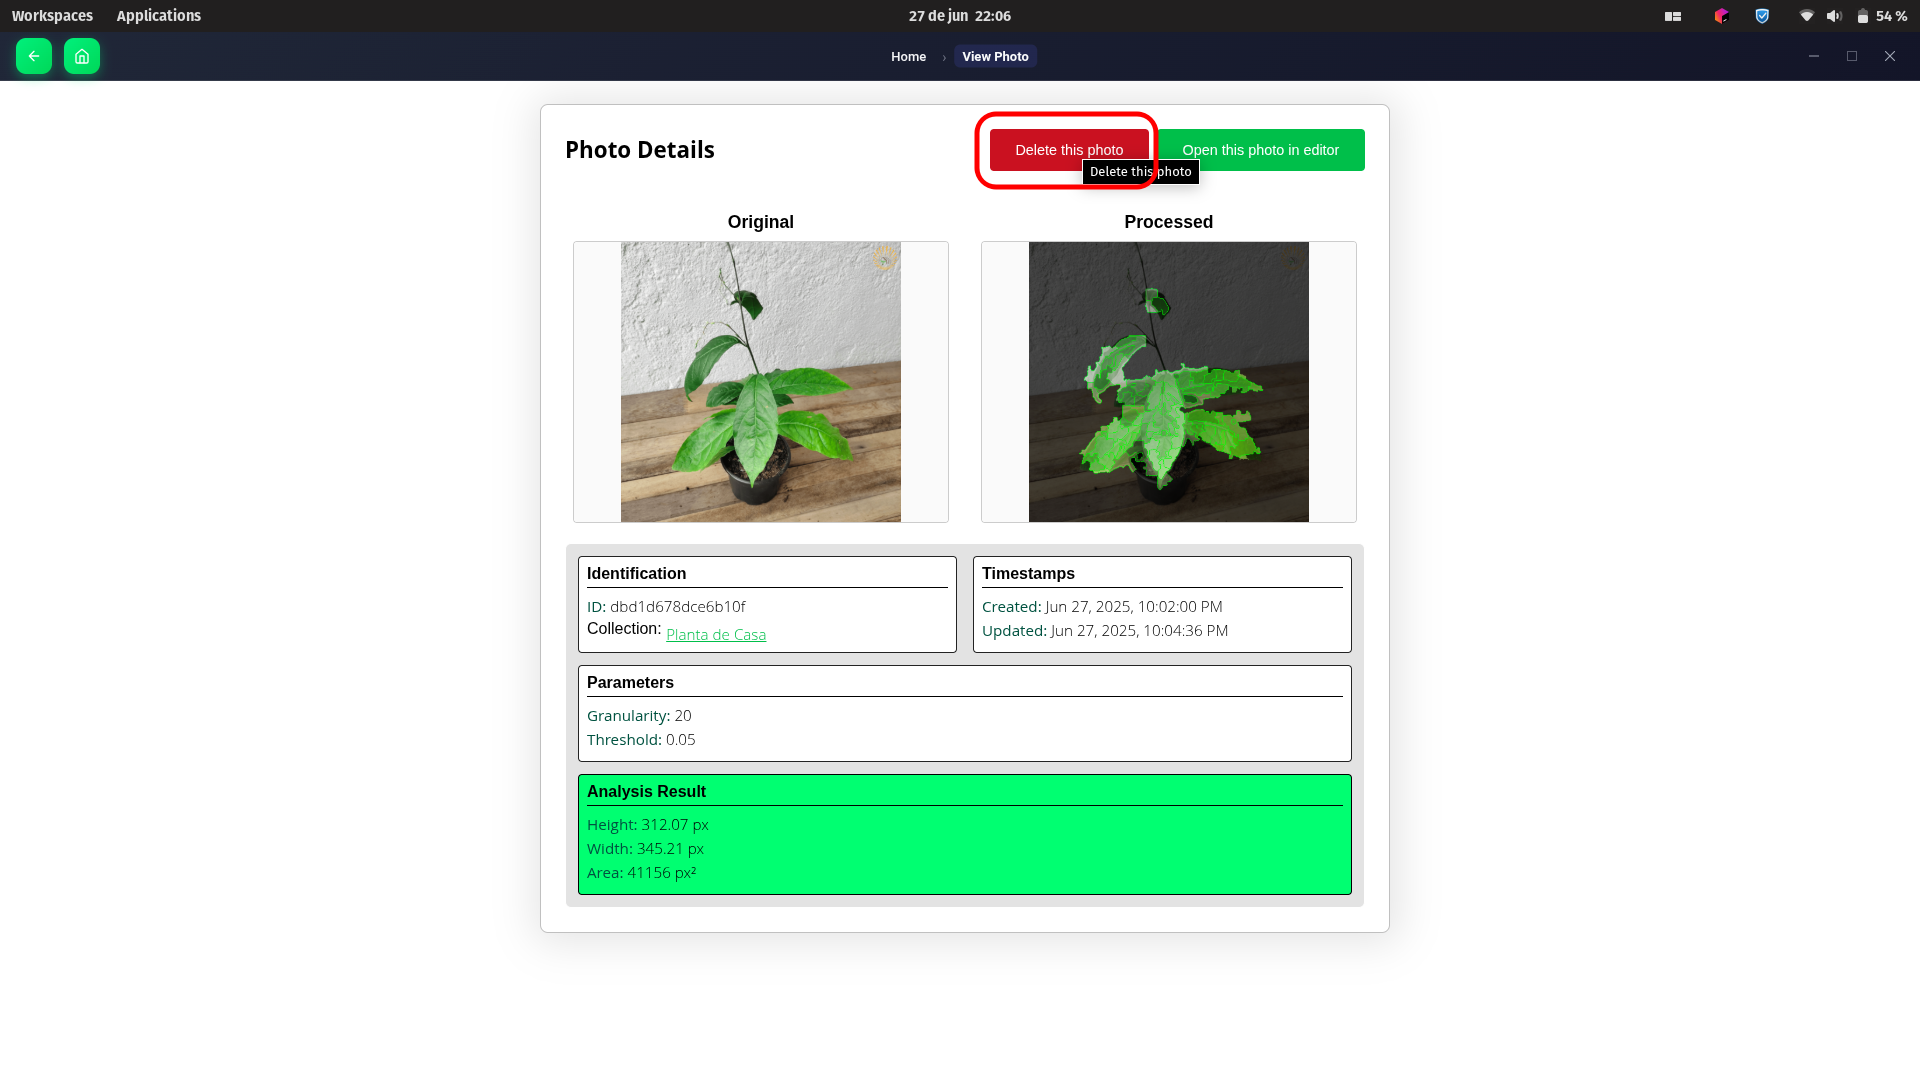 Workspaces Applications 27 de jun 22:06 54 %
Home › View Photo
Photo Details
Delete this photo
Open this photo in editor
Delete this photo
Original
Processed
Identification
ID: dbd1d678dce6b10f
Collection: Planta de Casa
Timestamps
Created: Jun 27, 2025, 10:02:00 PM
Updated: Jun 27, 2025, 10:04:36 PM
Parameters
Granularity: 20
Threshold: 0.05
Analysis Result
Height: 312.07 px
Width: 345.21 px
Area: 41156 px²